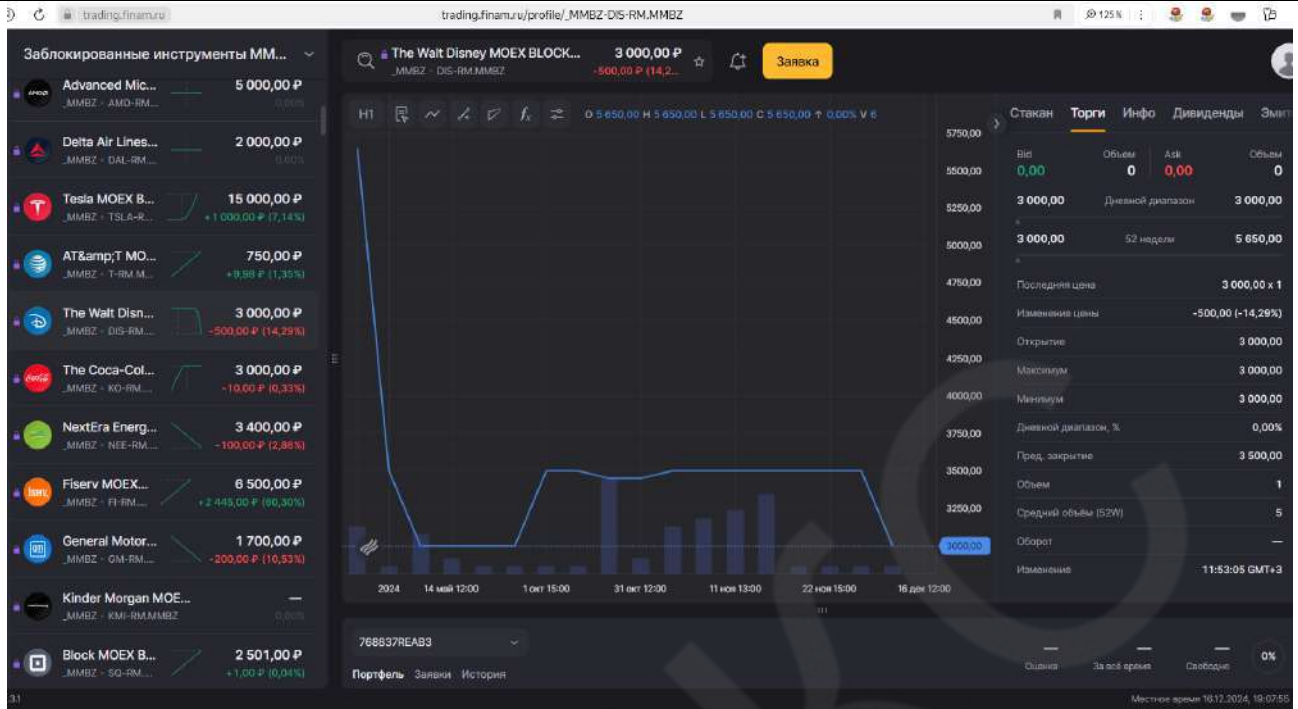 trading.finam.ru
trading.finam.ru/profile/_MMBZ-DIS-RM.MMBZ
125 %
Заблокированные инструменты ММ...
Advanced Mic...
5 000,00 ₽
_MMBZ · AMD-RM...
0,00%
Delta Air Lines...
2 000,00 ₽
_MMBZ · DAL-RM...
0,00%
Tesla MOEX B...
15 000,00 ₽
_MMBZ · TSLA-R...
+1 000,00 ₽ (7,14%)
AT&amp;T MO...
750,00 ₽
_MMBZ · T-RM.M...
+9,98 ₽ (1,35%)
The Walt Disn...
3 000,00 ₽
_MMBZ · DIS-RM...
-500,00 ₽ (14,29%)
The Coca-Col...
3 000,00 ₽
_MMBZ · KO-RM....
-10,00 ₽ (0,33%)
NextEra Energ...
3 400,00 ₽
_MMBZ · NEE-RM...
-100,00 ₽ (2,86%)
Fiserv MOEX...
6 500,00 ₽
_MMBZ · FI-RM....
+2 445,00 ₽ (60,30%)
General Motor...
1 700,00 ₽
_MMBZ · GM-RM....
-200,00 ₽ (10,53%)
Kinder Morgan MOE...
—
_MMBZ · KMI-RM.MMBZ
0,00%
Block MOEX B...
2 501,00 ₽
_MMBZ · SQ-RM....
+1,00 ₽ (0,04%)
The Walt Disney MOEX BLOCK...
3 000,00 ₽
_MMBZ · DIS-RM.MMBZ
-500,00 ₽ (14,2...
Заявка
H1
O 5 650,00 H 5 650,00 L 5 650,00 C 5 650,00 ↑ 0,00% V 6
5750,00
5500,00
5250,00
5000,00
4750,00
4500,00
4250,00
4000,00
3750,00
3500,00
3250,00
3000,00
2024
14 май 12:00
1 окт 15:00
31 окт 12:00
11 ноя 13:00
22 ноя 15:00
16 дек 12:00
768837REAB3
Портфель Заявки История
Стакан Торги Инфо Дивиденды Эмит
Bid Объем Ask Объем
0,00 0 0,00 0
3 000,00 Дневной диапазон 3 000,00
3 000,00 52 недели 5 650,00
Последняя цена 3 000,00 x 1
Изменение цены -500,00 (-14,29%)
Открытие 3 000,00
Максимум 3 000,00
Минимум 3 000,00
Дневной диапазон, % 0,00%
Пред. закрытие 3 500,00
Объем 1
Средний объём (52W) 5
Оборот —
Изменение 11:53:05 GMT+3
— — —
Оценка За всё время Свободно
0%
Местное время 16.12.2024, 19:07:55